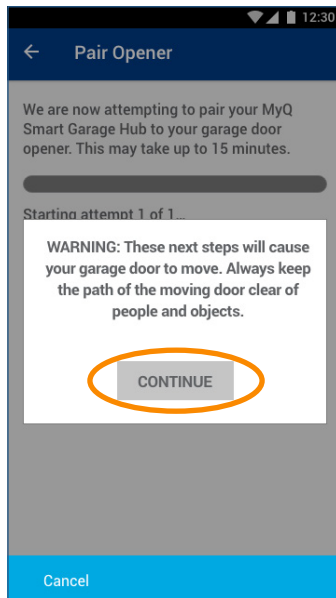 12:30
Pair Opener
We are now attempting to pair your MyQ
Smart Garage Hub to your garage door
opener. This may take up to 15 minutes.
Starting attempt 1 of 1...
WARNING: These next steps will cause
your garage door to move. Always keep
the path of the moving door clear of
people and objects.
CONTINUE
Cancel